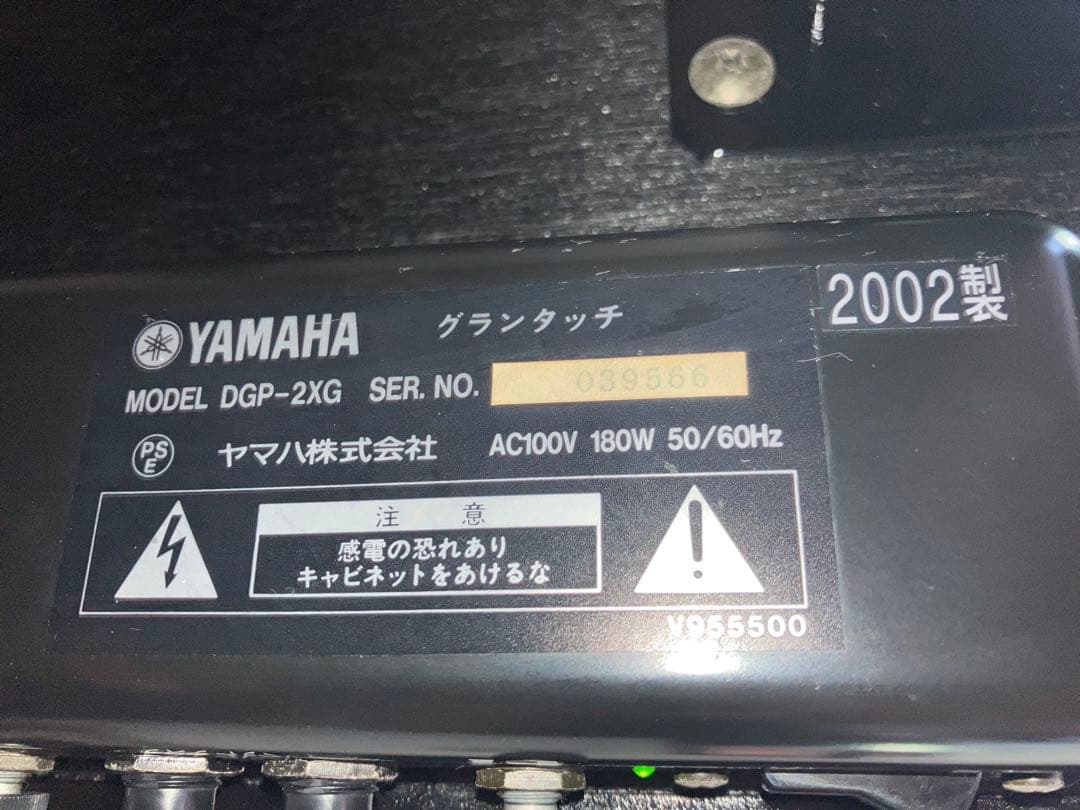 YAMAHA グランタッチ 2002製
MODEL DGP-2XG SER. NO. 039566
PSE ヤマハ株式会社 AC100V 180W 50/60Hz
注 意
感電の恐れあり
キャビネットをあけるな
V955500